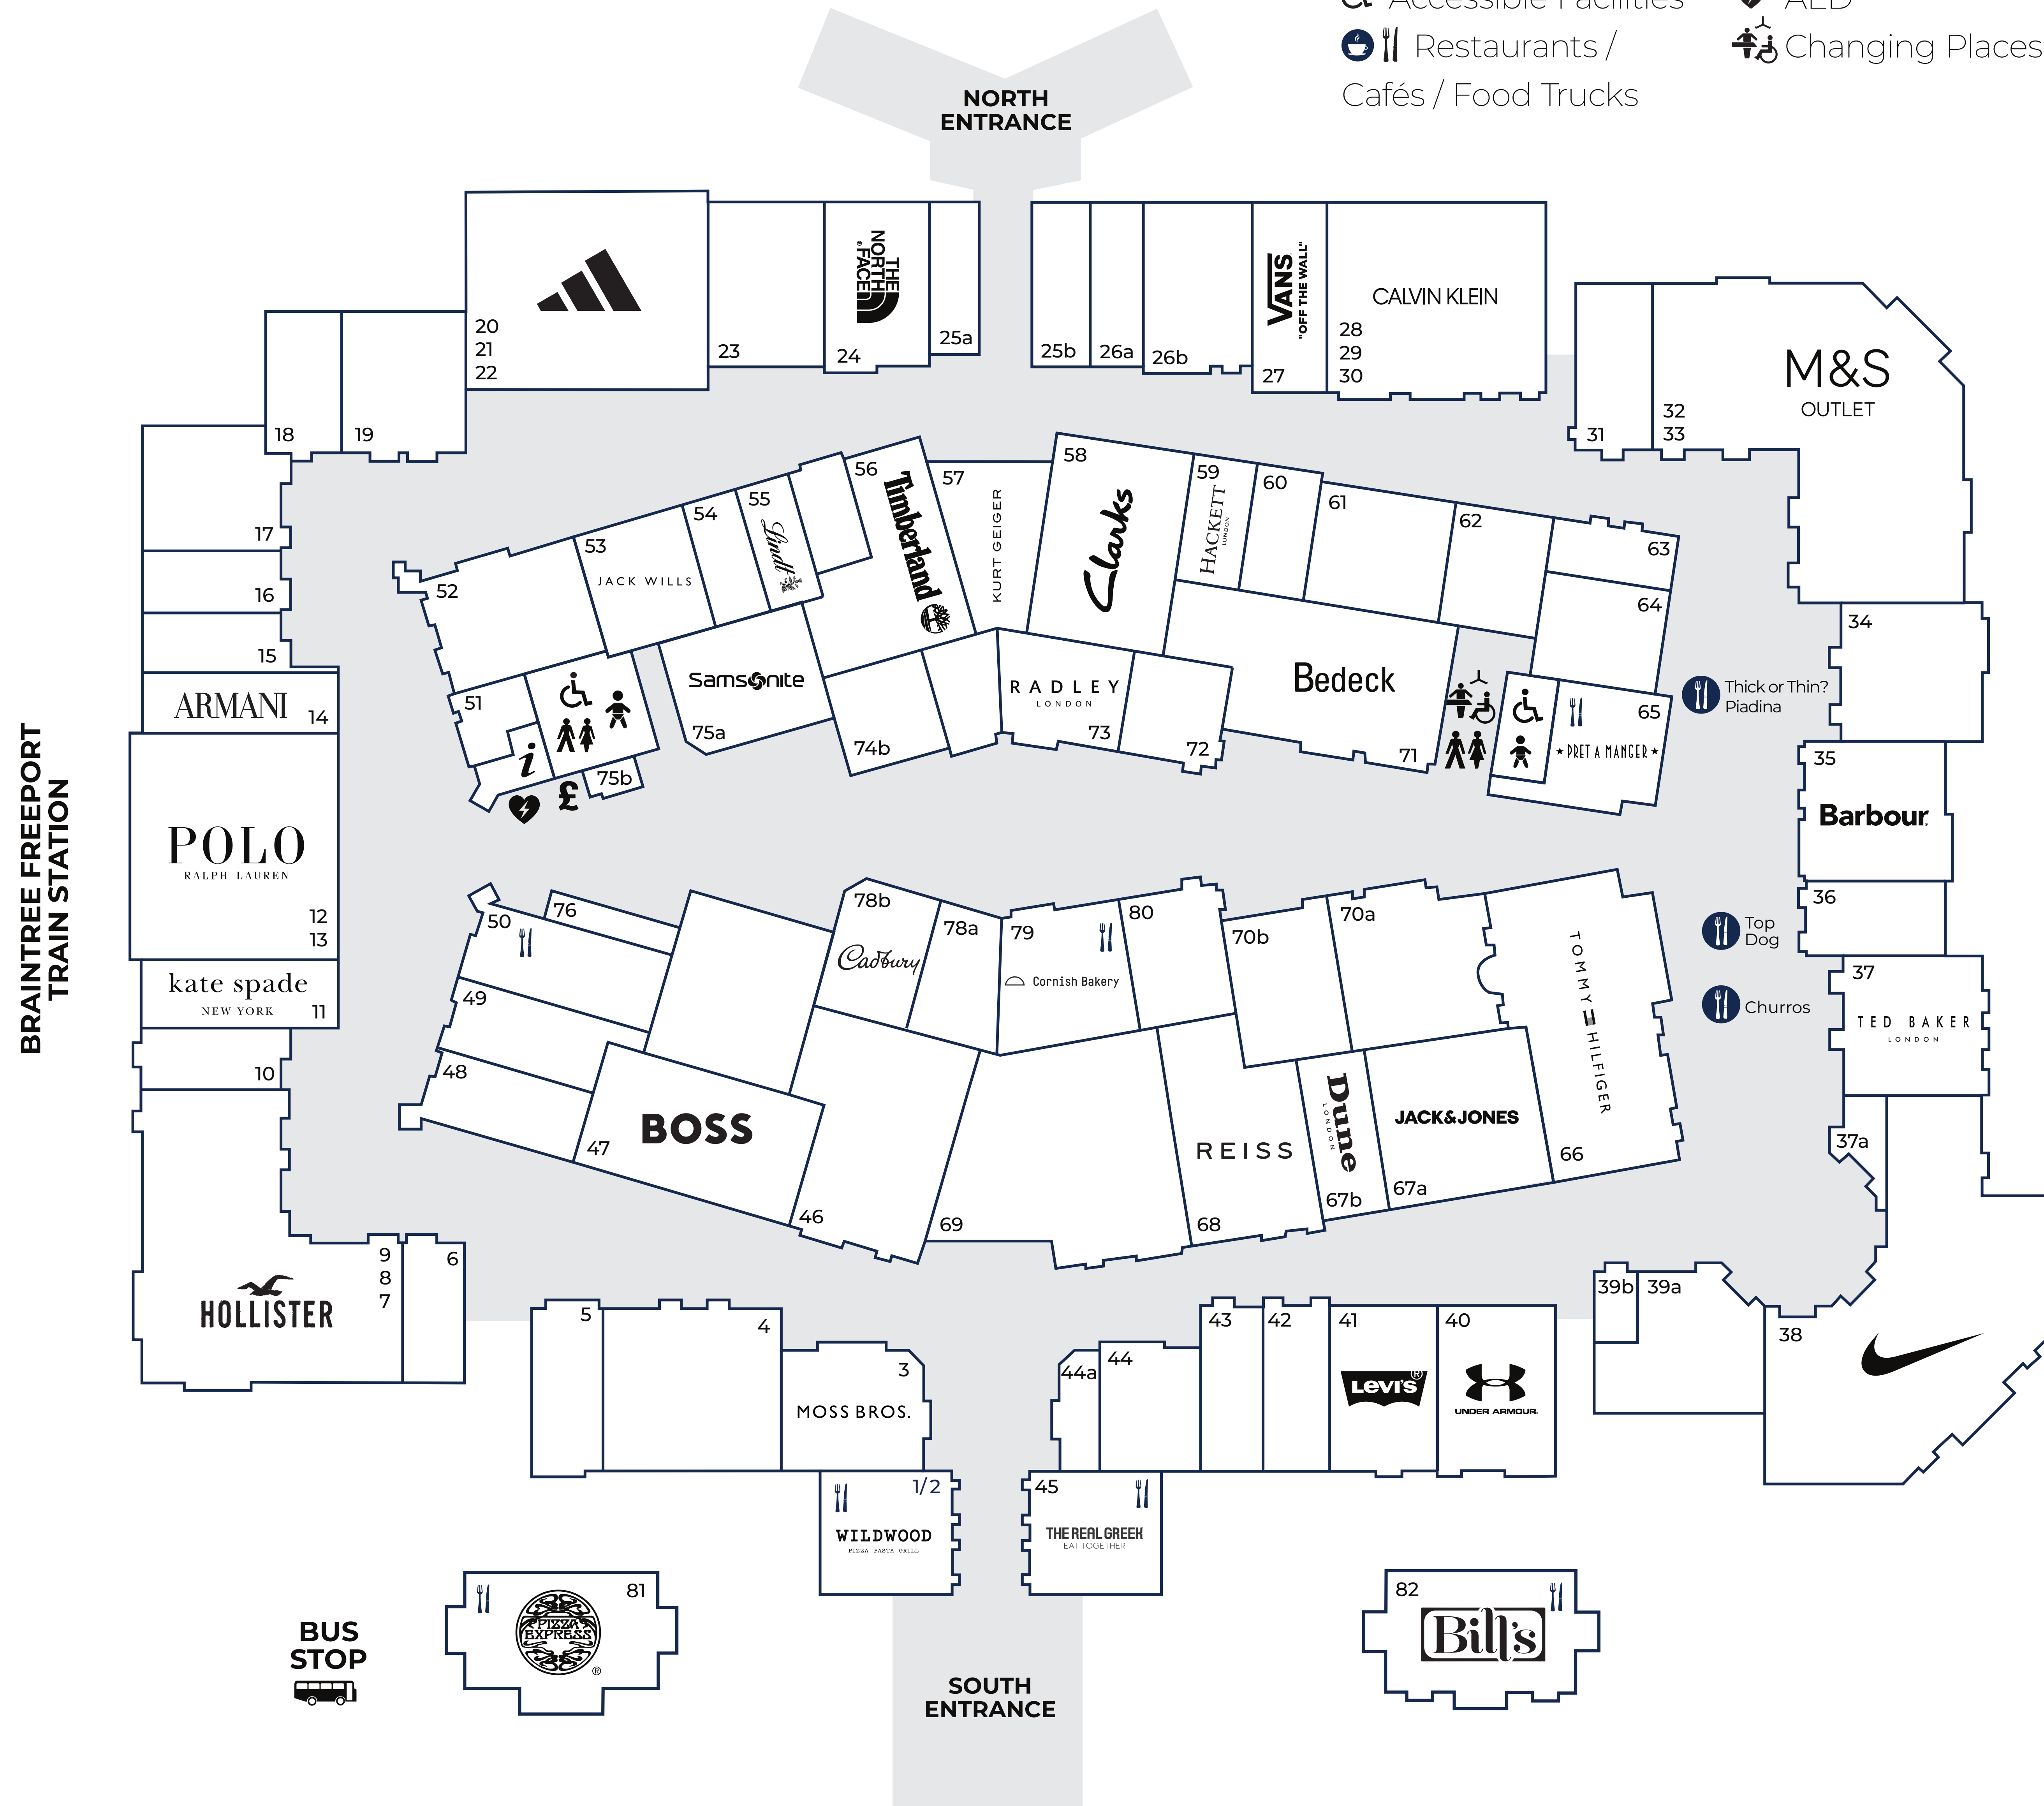 Accessible Facilities
AED
Restaurants /
Changing Places
Cafés / Food Trucks
NORTH
ENTRANCE
20
21
22
23
THE
NORTH
FACE®
24
25a
25b
26a
26b
VANS
"OFF THE WALL"
27
CALVIN KLEIN
28
29
30
31
32
33
M&S
OUTLET
18
19
17
16
15
ARMANI
14
POLO
RALPH LAUREN
12
13
kate spade
NEW YORK
11
10
BRAINTREE FREEPORT
TRAIN STATION
52
53
JACK WILLS
54
55
Lindt
56
Timberland
57
KURT GEIGER
58
Clarks
59
HACKETT
LONDON
60
61
62
63
64
34
51
i
£
75b
Samsonite
75a
74b
RADLEY
LONDON
73
72
Bedeck
71
65
PRET A MANGER
Thick or Thin?
Piadina
35
Barbour
36
Top
Dog
37
TED BAKER
LONDON
Churros
37a
50
76
49
48
47
BOSS
78b
Cadbury
78a
79
Cornish Bakery
80
70b
70a
TOMMY HILFIGER
66
46
69
REISS
68
Dune
LONDON
67b
JACK&JONES
67a
9
8
7
6
HOLLISTER
5
4
3
MOSS BROS.
44a
44
43
42
41
LEVI'S®
40
UNDER ARMOUR.
39b
39a
38
1/2
WILDWOOD
PIZZA PASTA GRILL
45
THE REAL GREEK
EAT TOGETHER
81
PIZZA
EXPRESS
®
82
Bill's
BUS
STOP
SOUTH
ENTRANCE